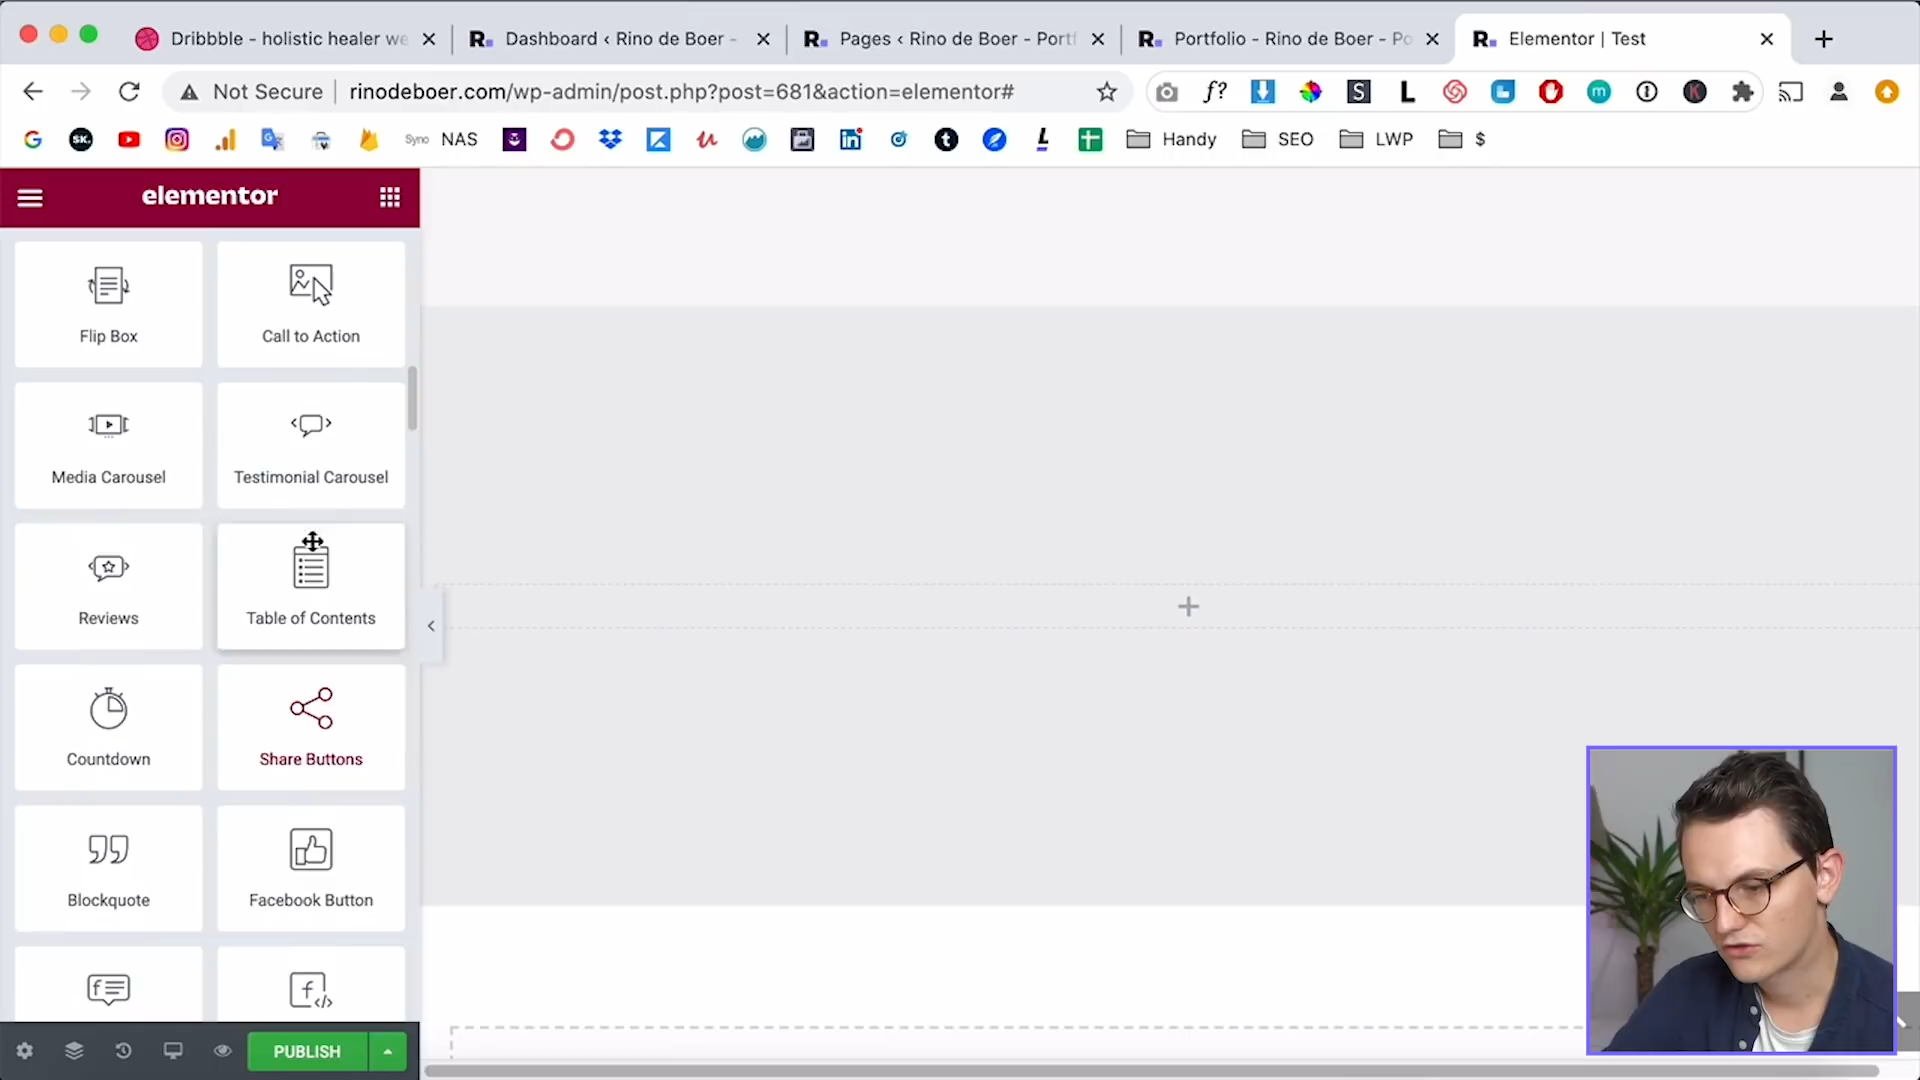 Dribbble - holistic healer we
Dashboard ‹ Rino de Boer -
Pages ‹ Rino de Boer - Portf
Portfolio - Rino de Boer - Po
Elementor | Test
Not Secure
rinodeboer.com/wp-admin/post.php?post=681&action=elementor#
f?
S
L
m
K
SK.
Syno
NAS
t
L
Handy
SEO
LWP
$
elementor
Flip Box
Call to Action
Media Carousel
Testimonial Carousel
Reviews
Table of Contents
Countdown
Share Buttons
Blockquote
Facebook Button
PUBLISH